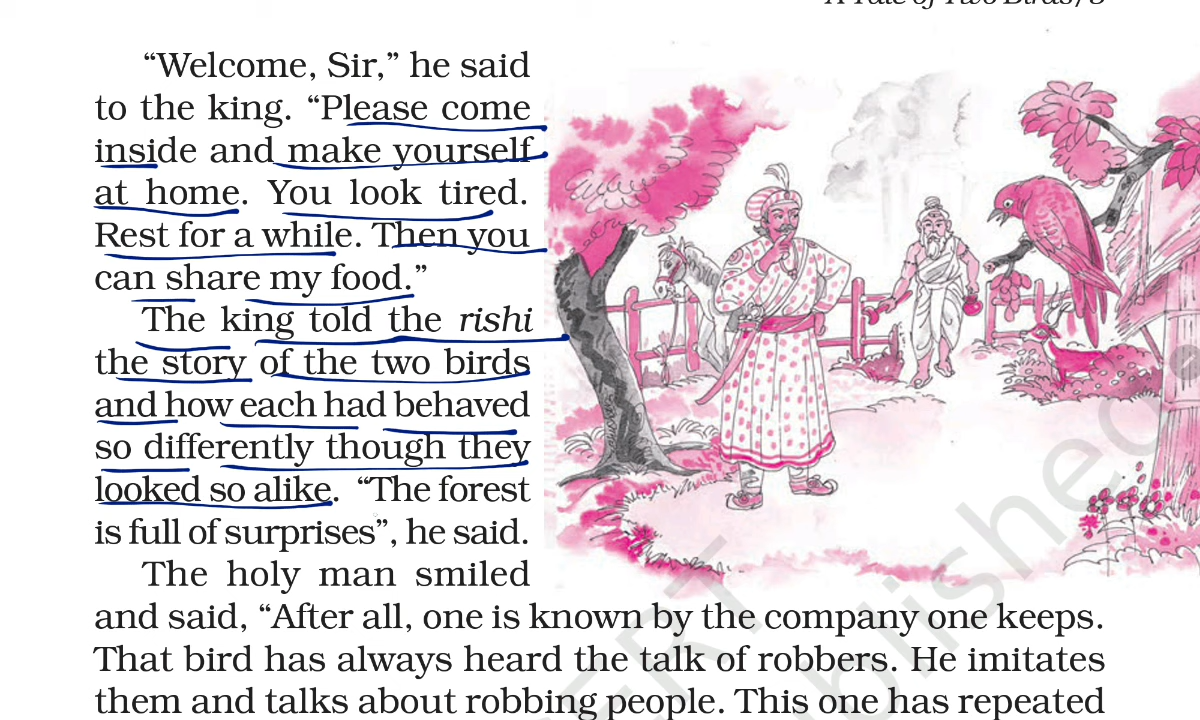 A Tale of Two Birds/3
“Welcome, Sir,” he said
to the king. “Please come
inside and make yourself
at home. You look tired.
Rest for a while. Then you
can share my food.”
The king told the rishi
the story of the two birds
and how each had behaved
so differently though they
looked so alike. “The forest
is full of surprises”, he said.
The holy man smiled
and said, “After all, one is known by the company one keeps.
That bird has always heard the talk of robbers. He imitates
them and talks about robbing people. This one has repeated